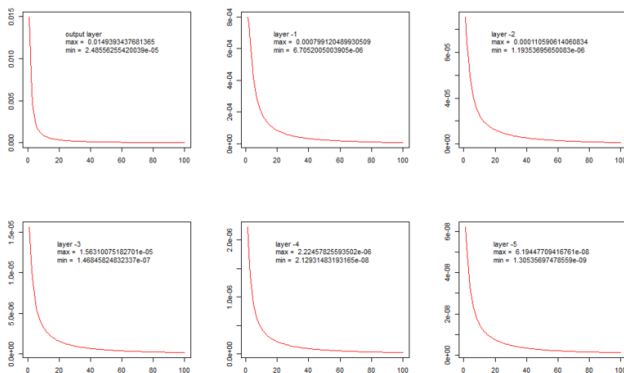 output layer
max = 0.0149393437681365
min = 2.48556255420039e-05
0.015
0.010
0.005
0.000
0 20 40 60 80 100
layer -1
max = 0.000799120489930509
min = 6.7052005003905e-06
8e-04
6e-04
4e-04
2e-04
0e+00
0 20 40 60 80 100
layer -2
max = 0.000110590614060834
min = 1.19353695650083e-06
8e-05
4e-05
0e+00
0 20 40 60 80 100
layer -3
max = 1.56310075182701e-05
min = 1.46845824832337e-07
1.5e-05
1.0e-05
5.0e-06
0.0e+00
0 20 40 60 80 100
layer -4
max = 2.22457825593502e-06
min = 2.12931483193165e-08
2.0e-06
1.0e-06
0.0e+00
0 20 40 60 80 100
layer -5
max = 6.19447709416761e-08
min = 1.30535697478559e-09
6e-08
4e-08
2e-08
0e+00
0 20 40 60 80 100